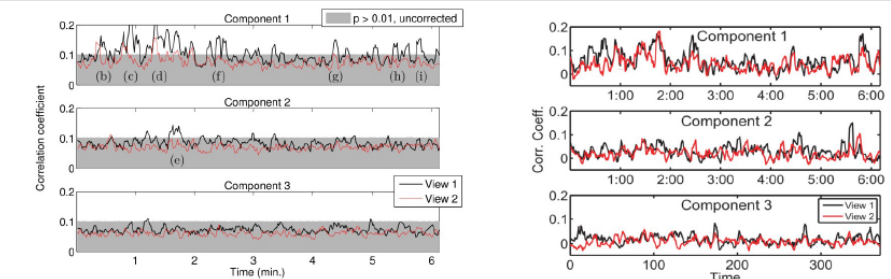 Component 1
p > 0.01, uncorrected
0.2
0.1
0
(b) (c) (d) (f) (g) (h) (i)
Component 2
0.2
0.1
0
(e)
Correlation coefficient
Component 3
View 1
View 2
0.2
0.1
0
1 2 3 4 5 6
Time (min.)
Component 1
0.2
0.1
0
1:00 2:00 3:00 4:00 5:00 6:00
Component 2
0.2
0.1
0
Corr. Coeff.
1:00 2:00 3:00 4:00 5:00 6:00
Component 3
View 1
View 2
0.2
0.1
0
0 100 200 300
Time